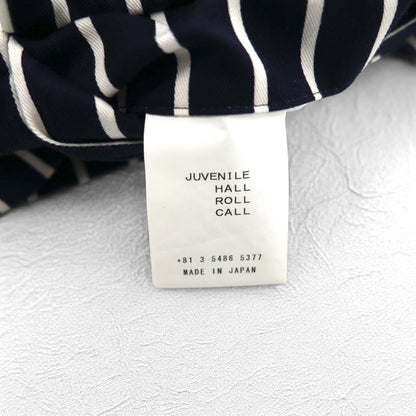 JUVENILE
HALL
ROLL
CALL
+81 3 5486 5377
MADE IN JAPAN